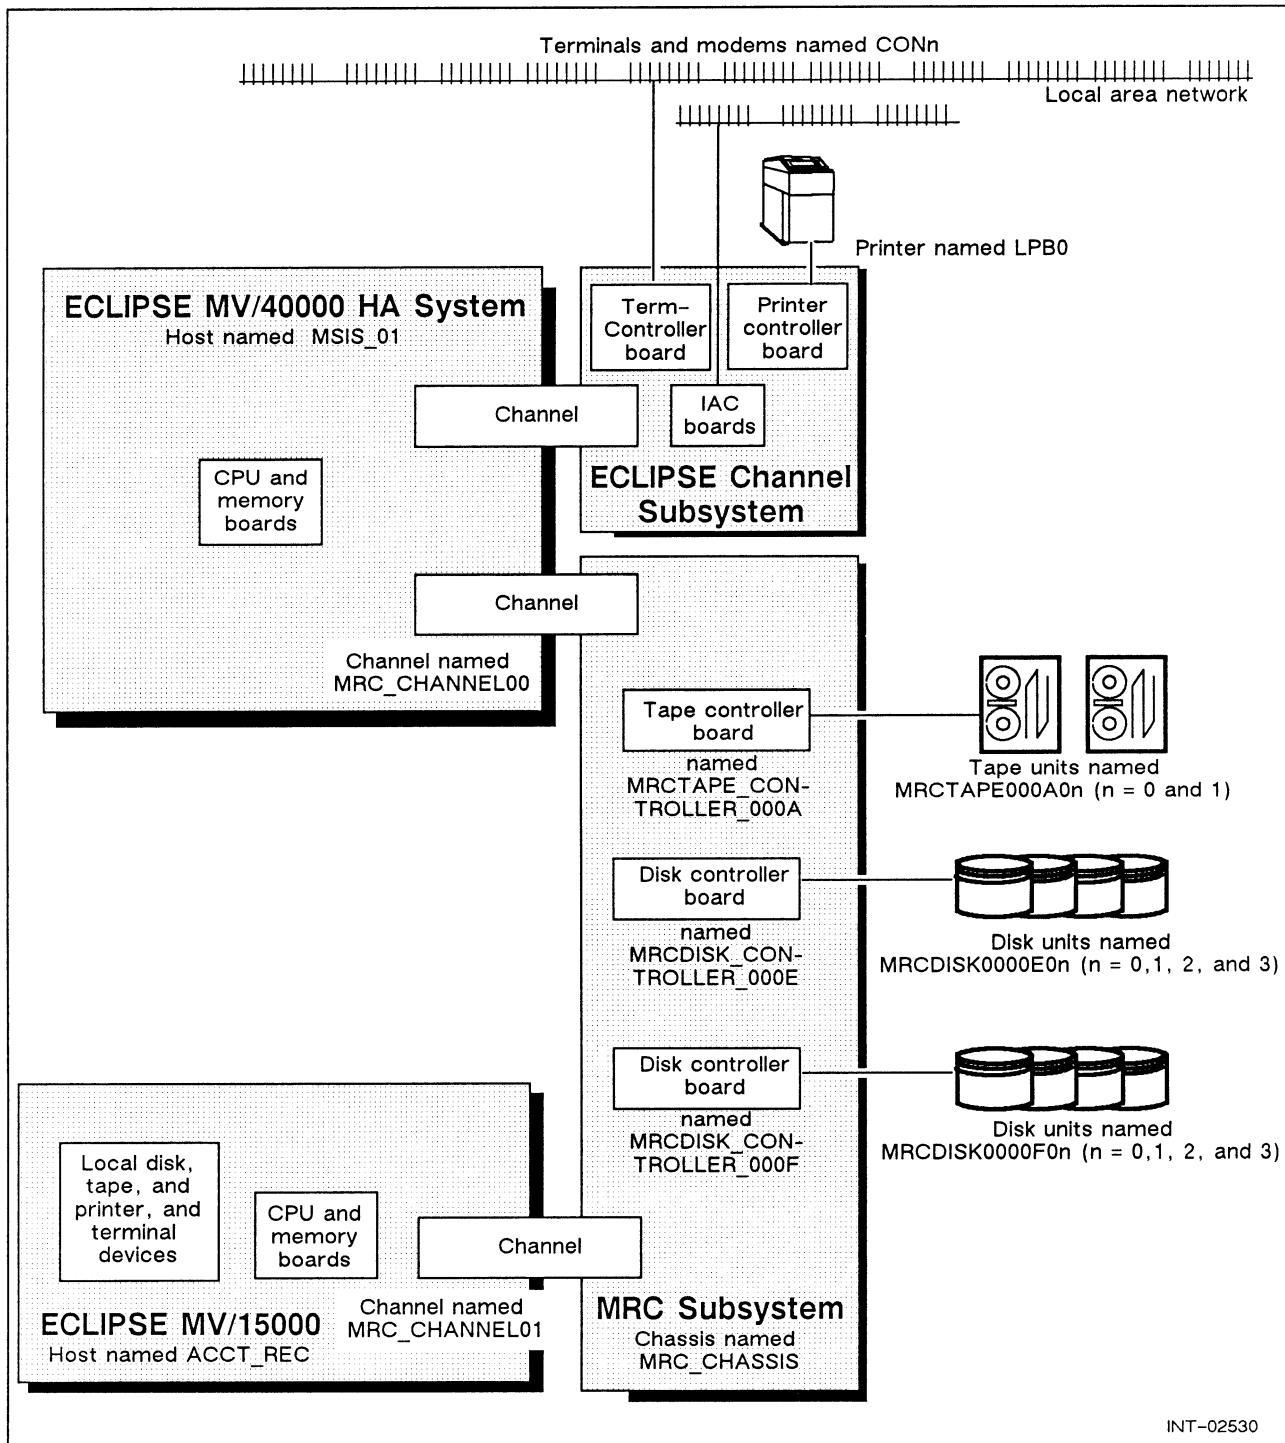 Terminals and modems named CONn
Local area network
Printer named LPB0
ECLIPSE MV/40000 HA System
Host named MSIS_01
Term-
Controller
board
Printer
controller
board
Channel
IAC
boards
ECLIPSE Channel
Subsystem
CPU and
memory
boards
Channel
Channel named
MRC_CHANNEL00
Tape controller
board
named
MRCTAPE_CON-
TROLLER_000A
Tape units named
MRCTAPE000A0n (n = 0 and 1)
Disk controller
board
named
MRCDISK_CON-
TROLLER_000E
Disk units named
MRCDISK0000E0n (n = 0,1, 2, and 3)
Disk controller
board
named
MRCDISK_CON-
TROLLER_000F
Disk units named
MRCDISK0000F0n (n = 0,1, 2, and 3)
Local disk,
tape, and
printer, and
terminal
devices
CPU and
memory
boards
Channel
ECLIPSE MV/15000
Host named ACCT_REC
Channel named
MRC_CHANNEL01
MRC Subsystem
Chassis named
MRC_CHASSIS
INT-02530